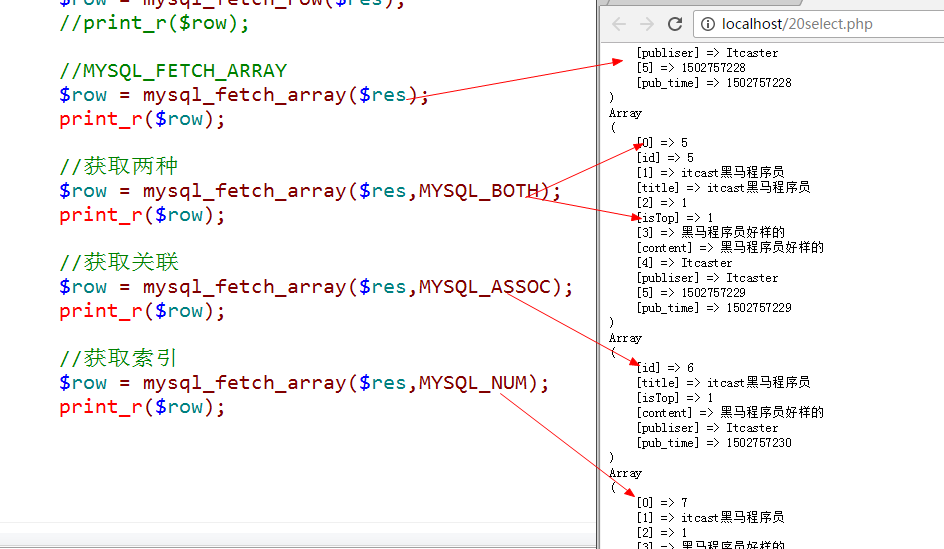 $row = mysql_fetch_row($res);
//print_r($row);
//MYSQL_FETCH_ARRAY
$row = mysql_fetch_array($res);
print_r($row);
//获取两种
$row = mysql_fetch_array($res,MYSQL_BOTH);
print_r($row);
//获取关联
$row = mysql_fetch_array($res,MYSQL_ASSOC);
print_r($row);
//获取索引
$row = mysql_fetch_array($res,MYSQL_NUM);
print_r($row);
localhost/20select.php
[publiser] => Itcaster
[5] => 1502757228
[pub_time] => 1502757228
)
Array
(
[0] => 5
[id] => 5
[1] => itcast黑马程序员
[title] => itcast黑马程序员
[2] => 1
[isTop] => 1
[3] => 黑马程序员好样的
[content] => 黑马程序员好样的
[4] => Itcaster
[publiser] => Itcaster
[5] => 1502757229
[pub_time] => 1502757229
)
Array
(
[id] => 6
[title] => itcast黑马程序员
[isTop] => 1
[content] => 黑马程序员好样的
[publiser] => Itcaster
[pub_time] => 1502757230
)
Array
(
[0] => 7
[1] => itcast黑马程序员
[2] => 1
[3] => 黑马程序员好样的